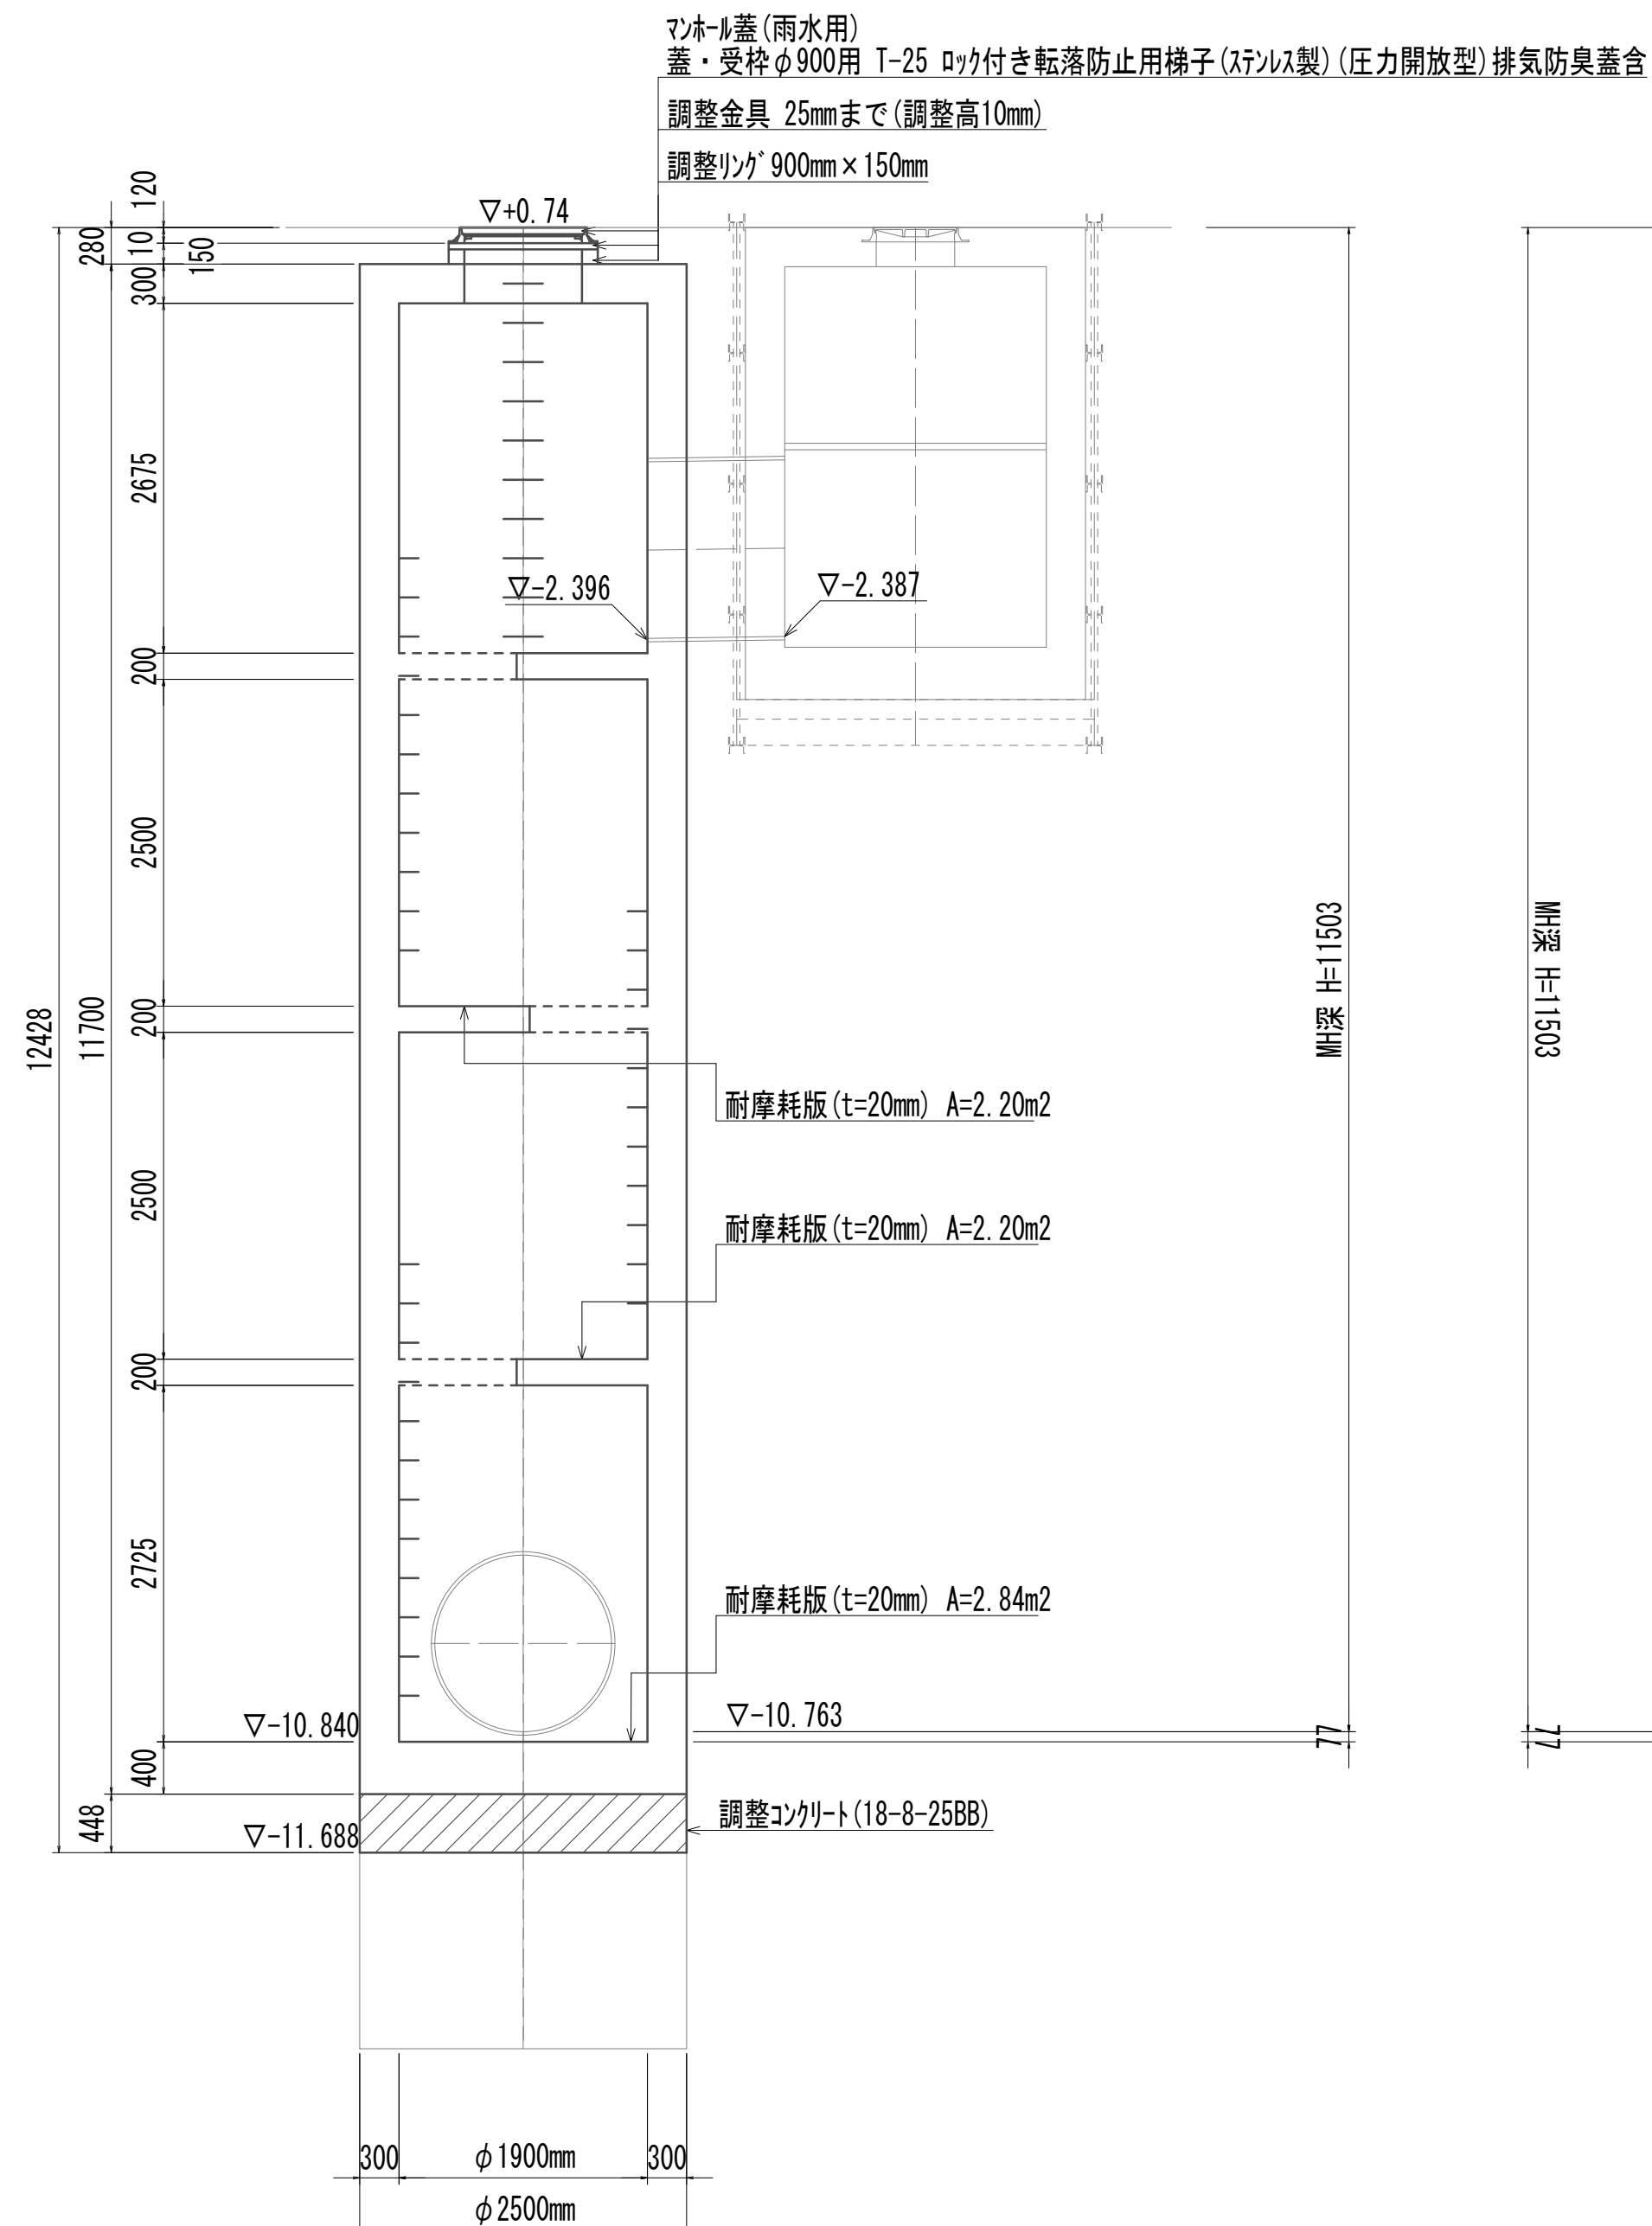 マンホール蓋(雨水用)
蓋・受枠φ900用 T-25 ロック付き転落防止用梯子(ステンレス製)(圧力開放型)排気防臭蓋含
調整金具 25mmまで(調整高10mm)
調整リング900mm×150mm
▽+0.74
120
280
10
150
300
2675
▽-2.396
▽-2.387
200
2500
12428
11700
200
MH深 H=11503
MH深 H=11503
耐摩耗版(t=20mm) A=2.20m2
2500
耐摩耗版(t=20mm) A=2.20m2
200
2725
耐摩耗版(t=20mm) A=2.84m2
▽-10.840
▽-10.763
77
77
400
448
調整コンクリート(18-8-25BB)
▽-11.688
300
φ1900mm
300
φ2500mm